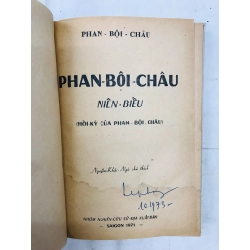 PHAN - BỘI - CHÂU
PHAN-BỘI-CHÂU
NIÊN-BIỂU
(HỒI-KÝ CỦA PHAN - BỘI - CHÂU)
NHÓM NGHIÊN CỨU SỬ ĐỊA XUẤT BẢN
— SAIGON 1971 —